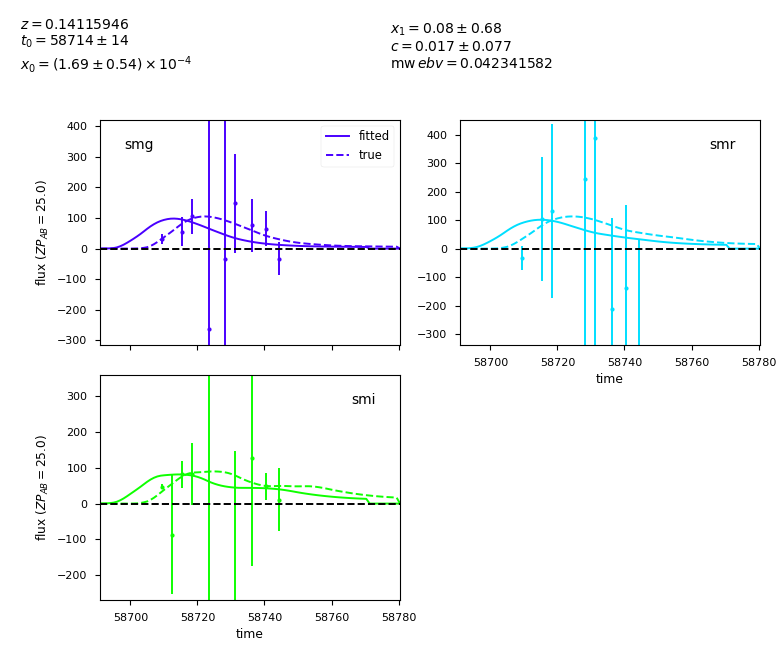 z = 0.14115946
t₀ = 58714 ± 14
x₀ = (1.69 ± 0.54) × 10⁻⁴
x₁ = 0.08 ± 0.68
c = 0.017 ± 0.077
mw ebv = 0.042341582
smg
fitted
true
400
300
200
100
0
−100
−200
−300
flux (ZP_AB = 25.0)
smr
400
300
200
100
0
−100
−200
−300
58700 58720 58740 58760 58780
time
smi
300
200
100
0
−100
−200
flux (ZP_AB = 25.0)
58700 58720 58740 58760 58780
time